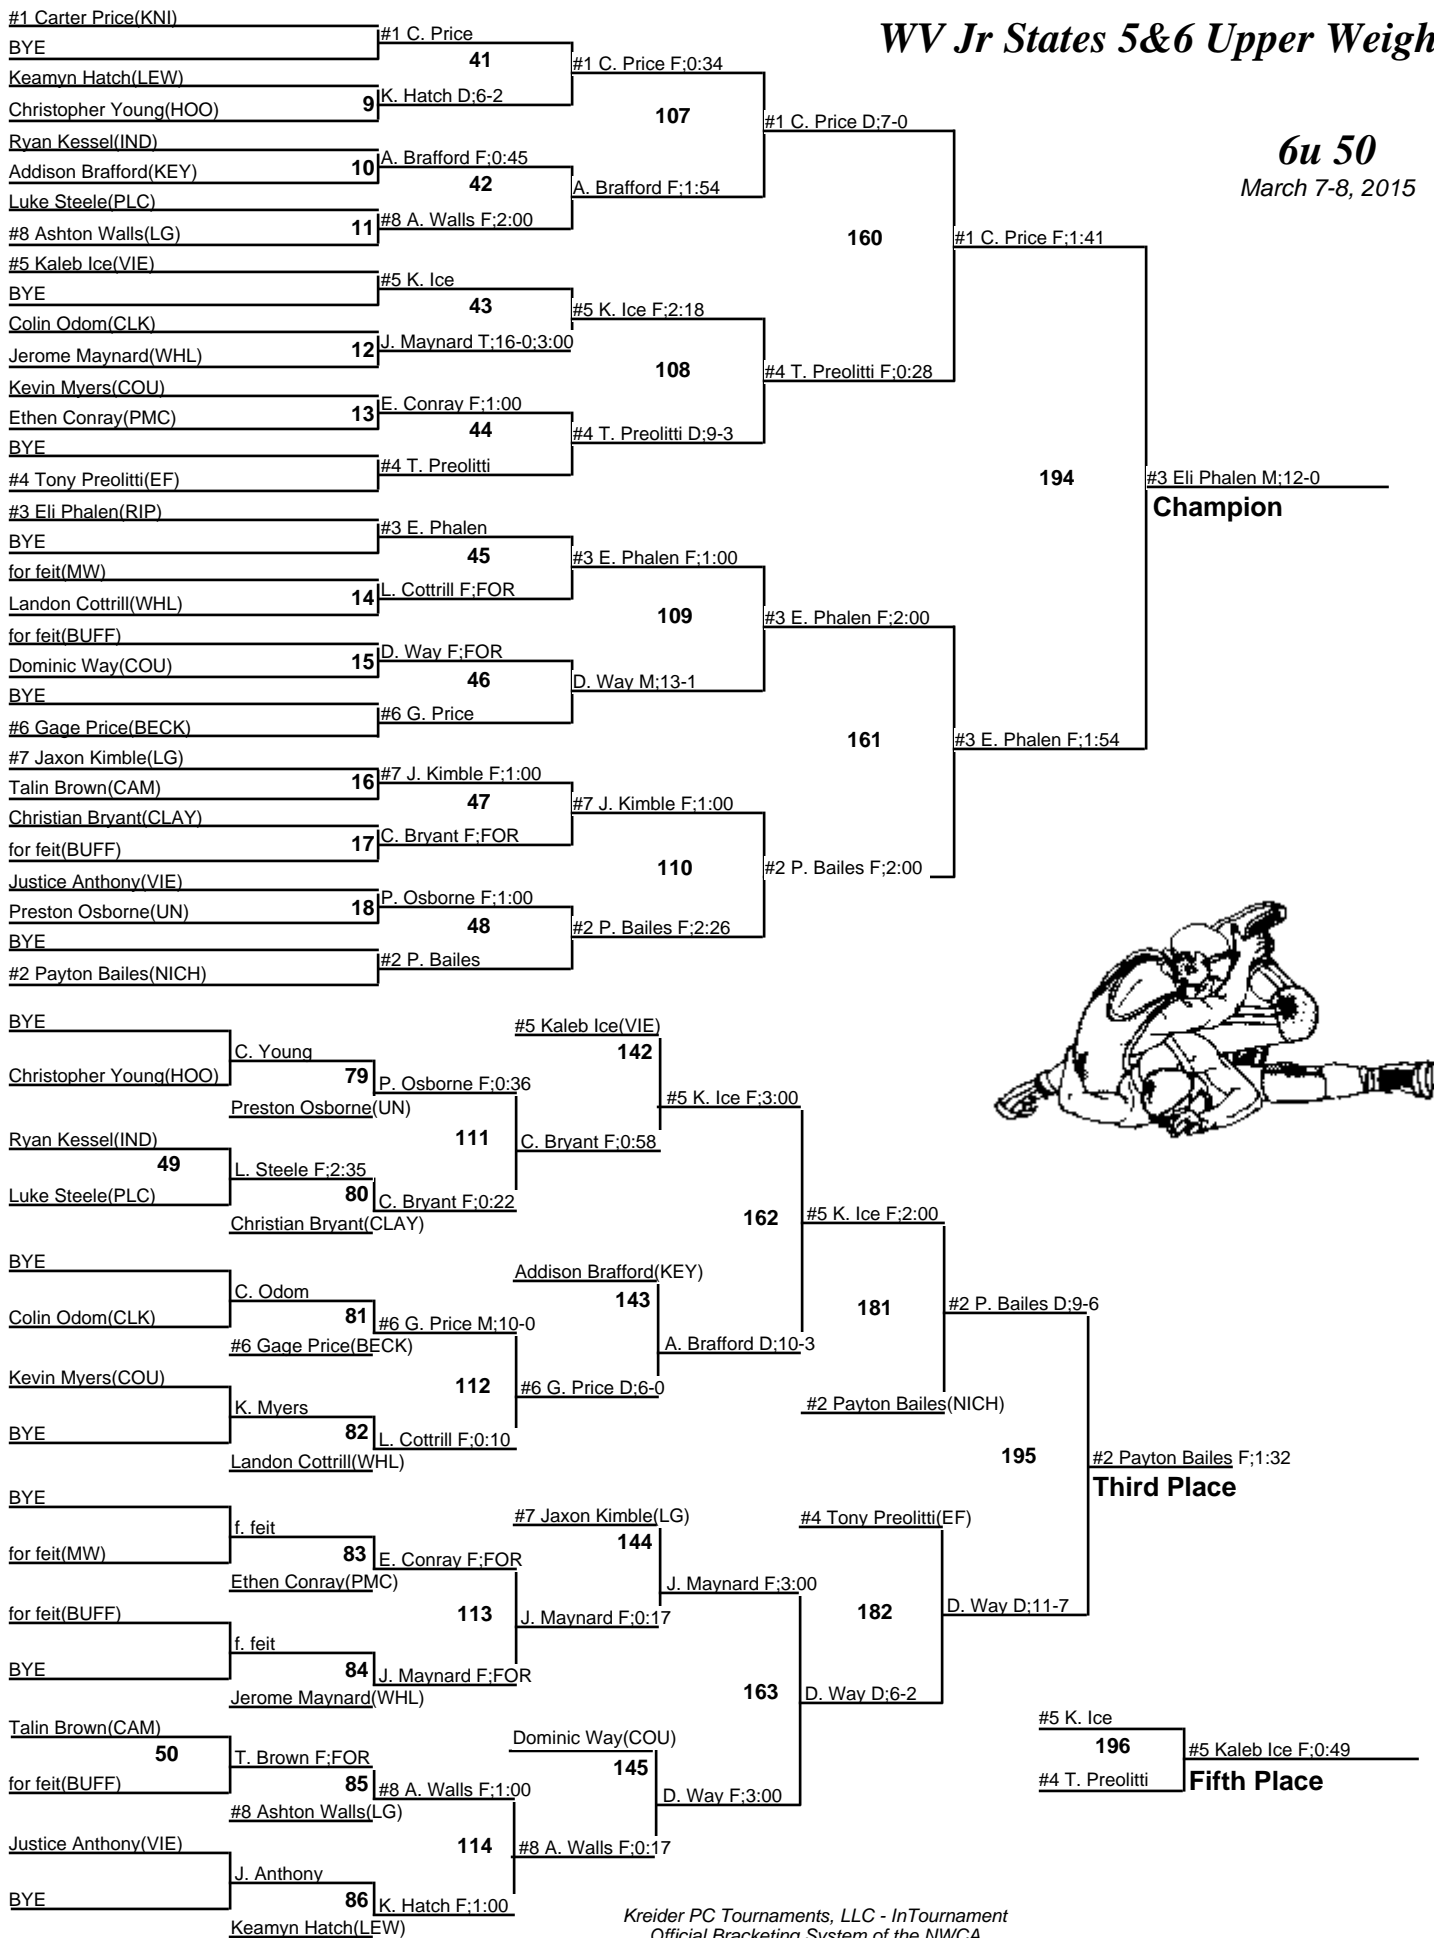 WV Jr States 5&6 Upper Weigh
6u 50
March 7-8, 2015
#1 Carter Price(KNI)
BYE
#1 C. Price
41
Keamyn Hatch(LEW)
Christopher Young(HOO)
9
K. Hatch D;6-2
#1 C. Price F;0:34
107
Ryan Kessel(IND)
Addison Brafford(KEY)
10
A. Brafford F;0:45
42
Luke Steele(PLC)
#8 Ashton Walls(LG)
11
#8 A. Walls F;2:00
A. Brafford F;1:54
#1 C. Price D;7-0
160
#5 Kaleb Ice(VIE)
BYE
#5 K. Ice
43
Colin Odom(CLK)
Jerome Maynard(WHL)
12
J. Maynard T;16-0;3:00
#5 K. Ice F;2:18
108
Kevin Myers(COU)
Ethen Conray(PMC)
13
E. Conray F;1:00
44
BYE
#4 Tony Preolitti(EF)
#4 T. Preolitti
#4 T. Preolitti D;9-3
#4 T. Preolitti F;0:28
#1 C. Price F;1:41
194
#3 Eli Phalen M;12-0
Champion
#3 Eli Phalen(RIP)
BYE
#3 E. Phalen
45
for feit(MW)
Landon Cottrill(WHL)
14
L. Cottrill F;FOR
#3 E. Phalen F;1:00
109
for feit(BUFF)
Dominic Way(COU)
15
D. Way F;FOR
46
BYE
#6 Gage Price(BECK)
#6 G. Price
D. Way M;13-1
#3 E. Phalen F;2:00
161
#3 E. Phalen F;1:54
#7 Jaxon Kimble(LG)
Talin Brown(CAM)
16
#7 J. Kimble F;1:00
47
Christian Bryant(CLAY)
for feit(BUFF)
17
C. Bryant F;FOR
#7 J. Kimble F;1:00
110
Justice Anthony(VIE)
Preston Osborne(UN)
18
P. Osborne F;1:00
48
BYE
#2 Payton Bailes(NICH)
#2 P. Bailes
#2 P. Bailes F;2:26
#2 P. Bailes F;2:00
BYE
Christopher Young(HOO)
C. Young
79
Preston Osborne(UN)
P. Osborne F;0:36
111
Ryan Kessel(IND)
49
Luke Steele(PLC)
L. Steele F;2:35
80
Christian Bryant(CLAY)
C. Bryant F;0:22
#5 Kaleb Ice(VIE)
142
C. Bryant F;0:58
#5 K. Ice F;3:00
162
BYE
Colin Odom(CLK)
C. Odom
81
#6 Gage Price(BECK)
#6 G. Price M;10-0
112
Kevin Myers(COU)
BYE
K. Myers
82
Landon Cottrill(WHL)
L. Cottrill F;0:10
Addison Brafford(KEY)
143
#6 G. Price D;6-0
A. Brafford D;10-3
#5 K. Ice F;2:00
181
#2 Payton Bailes(NICH)
#2 P. Bailes D;9-6
195
#2 Payton Bailes F;1:32
Third Place
BYE
for feit(MW)
f. feit
83
Ethen Conray(PMC)
E. Conray F;FOR
113
for feit(BUFF)
BYE
f. feit
84
Jerome Maynard(WHL)
J. Maynard F;FOR
#7 Jaxon Kimble(LG)
144
J. Maynard F;0:17
J. Maynard F;3:00
163
#4 Tony Preolitti(EF)
182
D. Way D;6-2
D. Way D;11-7
Talin Brown(CAM)
50
for feit(BUFF)
T. Brown F;FOR
85
#8 Ashton Walls(LG)
#8 A. Walls F;1:00
114
Justice Anthony(VIE)
BYE
J. Anthony
86
Keamyn Hatch(LEW)
K. Hatch F;1:00
Dominic Way(COU)
145
#8 A. Walls F;0:17
D. Way F;3:00
#5 K. Ice
196
#4 T. Preolitti
#5 Kaleb Ice F;0:49
Fifth Place
Kreider PC Tournaments, LLC - InTournament
Official Bracketing System of the NWCA